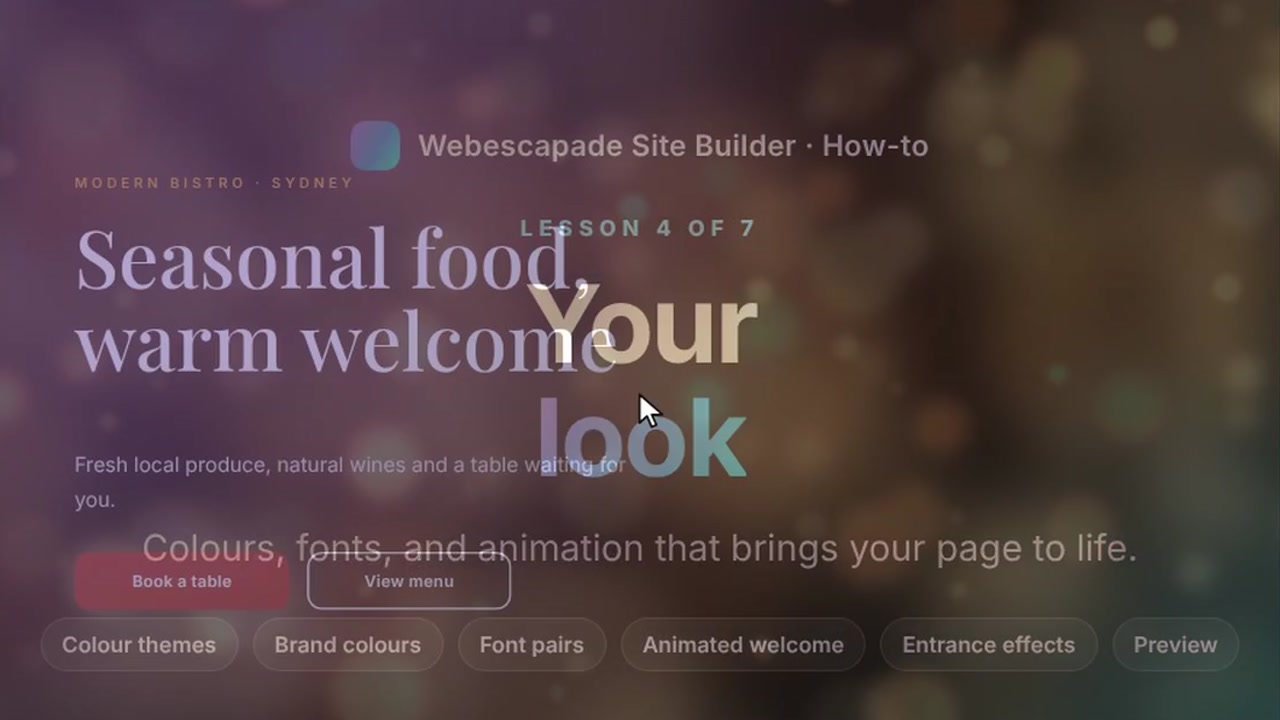 Webescapade Site Builder · How-to
MODERN BISTRO · SYDNEY
LESSON 4 OF 7
Seasonal food,
warm welcome
Your
look
Fresh local produce, natural wines and a table waiting for
you.
Colours, fonts, and animation that brings your page to life.
Book a table
View menu
Colour themes
Brand colours
Font pairs
Animated welcome
Entrance effects
Preview